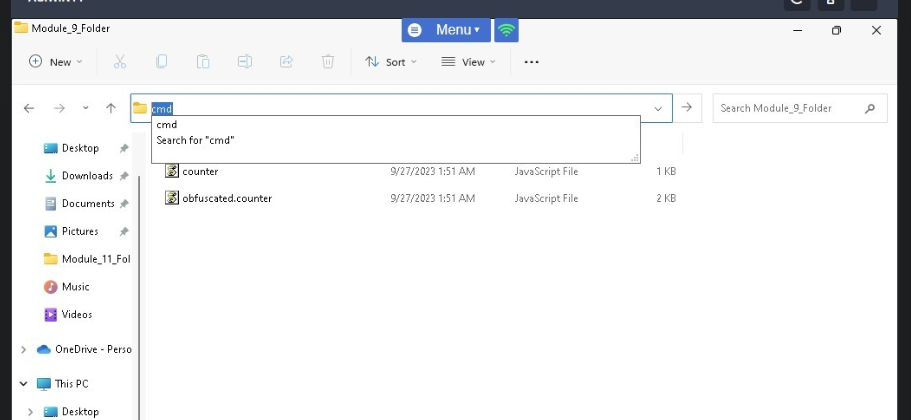 Module_9_Folder
Menu
New
Sort
View
cmd
Search Module_9_Folder
cmd
Search for "cmd"
Desktop
Downloads
counter 9/27/2023 1:51 AM JavaScript File 1 KB
Documents
obfuscated.counter 9/27/2023 1:51 AM JavaScript File 2 KB
Pictures
Module_11_Fol
Music
Videos
OneDrive - Perso
This PC
Desktop